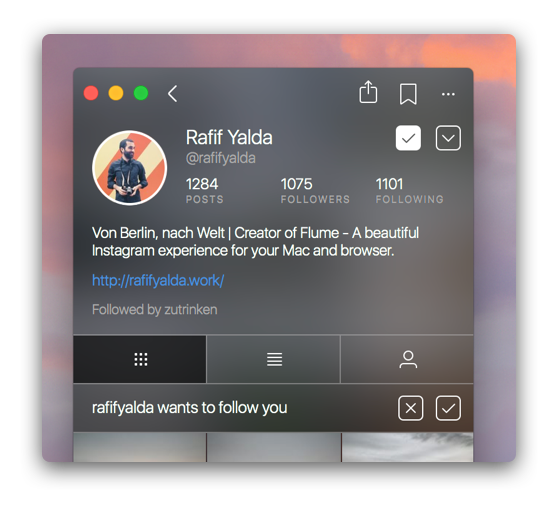 Rafif Yalda
@rafifyalda
1284 1075 1101
POSTS FOLLOWERS FOLLOWING
Von Berlin, nach Welt | Creator of Flume - A beautiful
Instagram experience for your Mac and browser.
http://rafifyalda.work/
Followed by zutrinken
rafifyalda wants to follow you